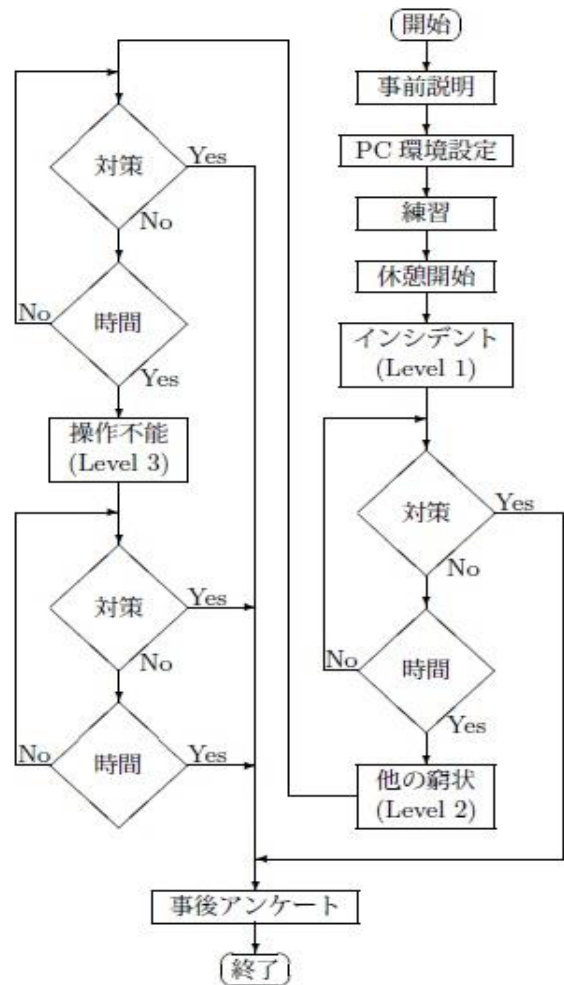 開始
事前説明
PC 環境設定
練習
休憩開始
インシデント
(Level 1)
対策
Yes
No
時間
No
Yes
他の窮状
(Level 2)
対策
Yes
No
時間
No
Yes
操作不能
(Level 3)
対策
Yes
No
時間
No
Yes
事後アンケート
終了